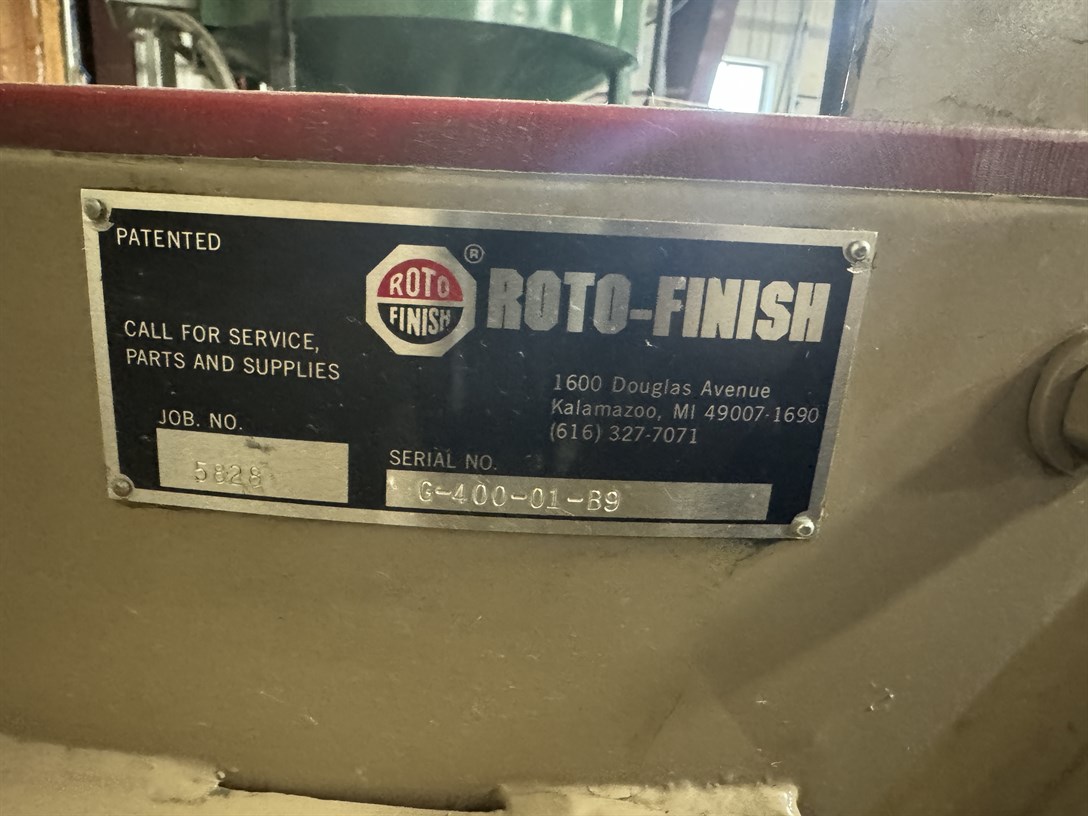 PATENTED
ROTO
FINISH
®
ROTO-FINISH
CALL FOR SERVICE,
PARTS AND SUPPLIES
1600 Douglas Avenue
Kalamazoo, MI 49007-1690
(616) 327-7071
JOB. NO.
5828
SERIAL NO.
G-400-01-B9